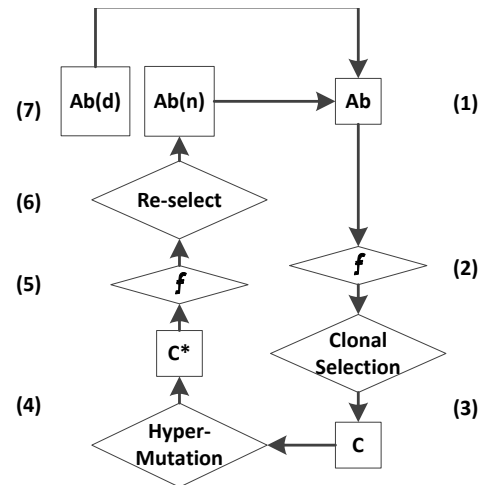 (7)
Ab(d)
Ab(n)
Ab
(1)
(6)
Re-select
(5)
f
f
(2)
Clonal
Selection
C*
(4)
(3)
Hyper-
Mutation
C